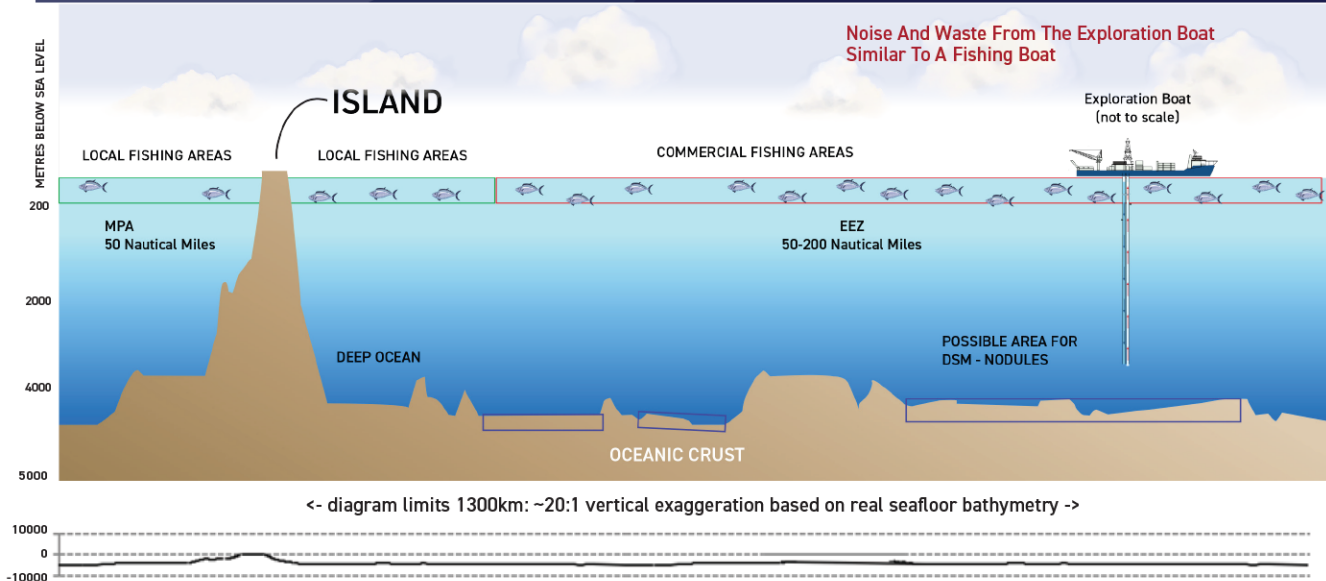 Noise And Waste From The Exploration Boat
Similar To A Fishing Boat
METRES BELOW SEA LEVEL
ISLAND
Exploration Boat
(not to scale)
LOCAL FISHING AREAS
LOCAL FISHING AREAS
COMMERCIAL FISHING AREAS
200
MPA
50 Nautical Miles
EEZ
50-200 Nautical Miles
2000
POSSIBLE AREA FOR
DSM - NODULES
DEEP OCEAN
4000
OCEANIC CRUST
5000
<- diagram limits 1300km: ~20:1 vertical exaggeration based on real seafloor bathymetry ->
10000
0
-10000